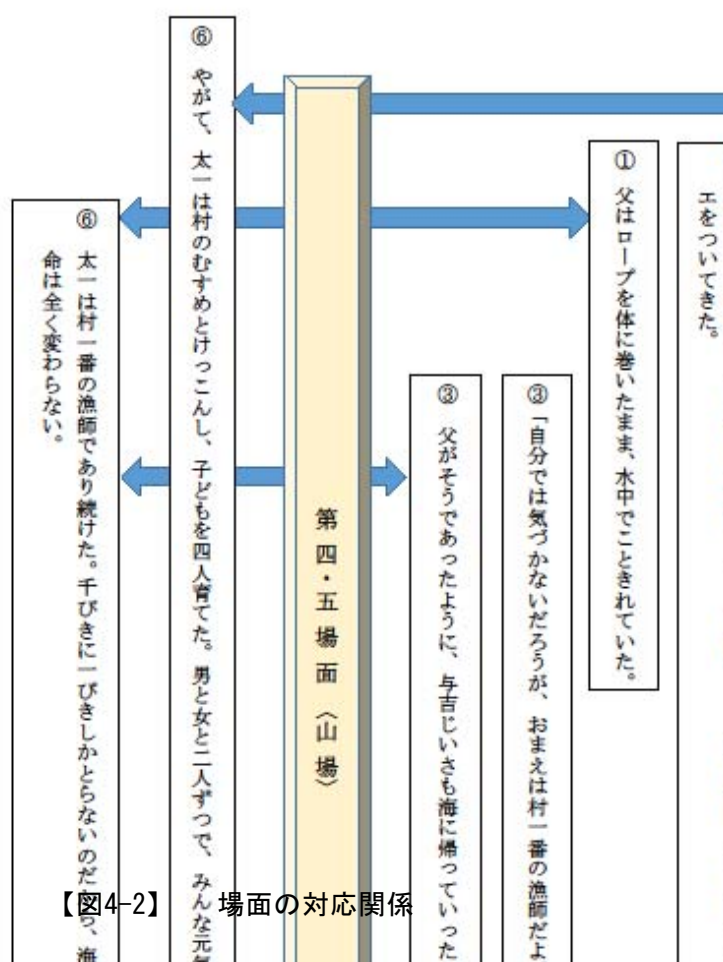 エをついてきた。
① 父はロープを体に巻いたまま、水中でこときれていた。
③ 「自分では気づかないだろうが、おまえは村一番の漁師だよ
③ 父がそうであったように、与吉じいさも海に帰っていった
第四・五場面〈山場〉
⑥ やがて、太一は村のむすめとけっこんし、子どもを四人育てた。男と女と二人ずつで、みんな元気
⑥ 太一は村一番の漁師であり続けた。千びきに一ぴきしかとらないのだから、海
命は全く変わらない。
【図4-2】 場面の対応関係